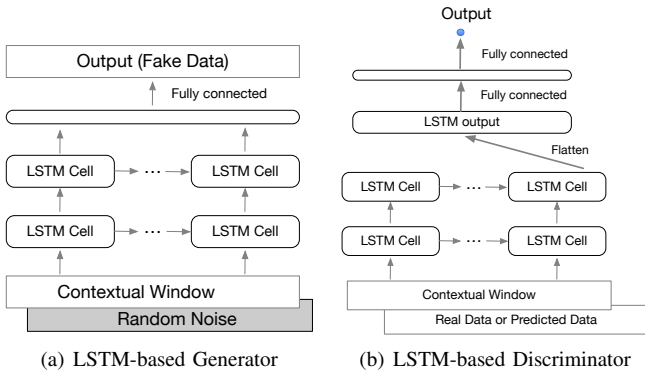 Output (Fake Data)
Fully connected
LSTM Cell ... LSTM Cell
LSTM Cell ... LSTM Cell
Contextual Window
Random Noise
(a) LSTM-based Generator
Output
Fully connected
Fully connected
LSTM output
Flatten
LSTM Cell ... LSTM Cell
LSTM Cell ... LSTM Cell
Contextual Window
Real Data or Predicted Data
(b) LSTM-based Discriminator